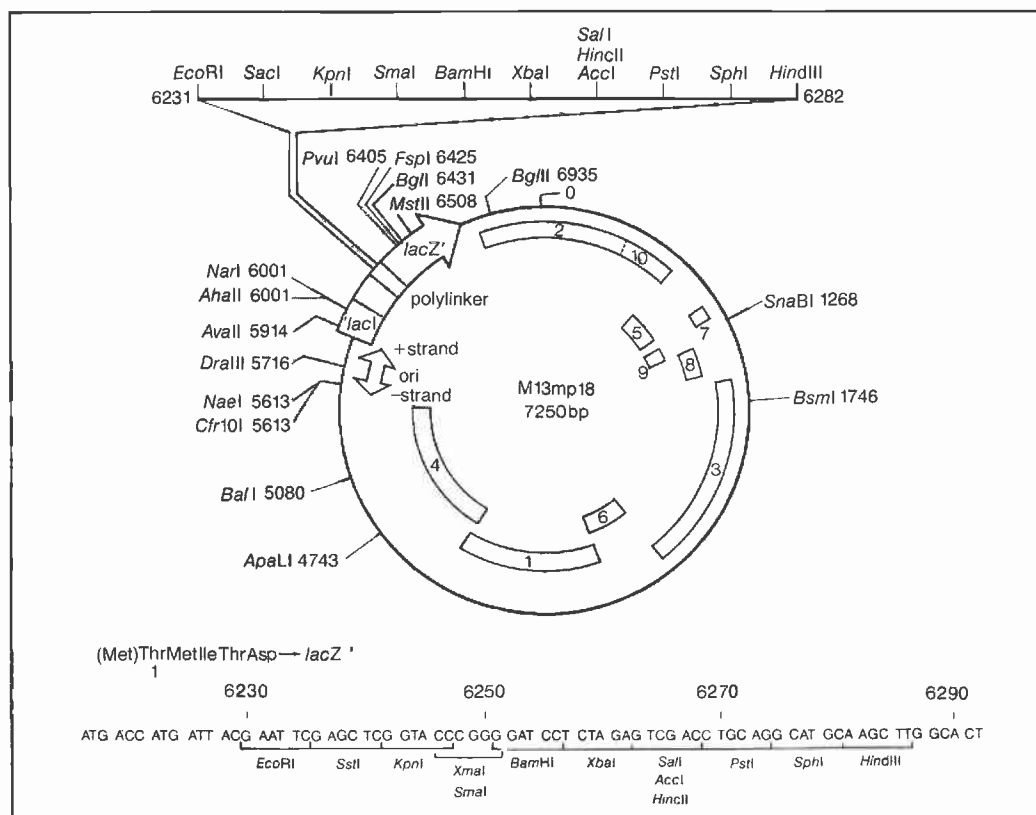 SalI
HincII
EcoRI SacI KpnI SmaI BamHI XbaI AccI PstI SphI HindIII
6231 6282
PvuI 6405 FspI 6425
BglI 6431 BglII 6935
MstII 6508 0
lacZ' 2 10
NarI 6001
AhaII 6001 polylinker
AvaII 5914 'lacI
SnaBI 1268
+strand 5 7
DraIII 5716 ori 9 8
-strand M13mp18
NaeI 5613 7250bp BsmI 1746
Cfr10I 5613
4 3
BalI 5080
6
ApaLI 4743 1
(Met)ThrMetIleThrAsp→lacZ '
1
6230 6250 6270 6290
ATG ACC ATG ATT ACG AAT TCG AGC TCG GTA CCC GGG GAT CCT CTA GAG TCG ACC TGC AGG CAT GCA AGC TTG GCA CT
EcoRI SstI KpnI XmaI BamHI XbaI SalI PstI SphI HindIII
SmaI AccI
HincII